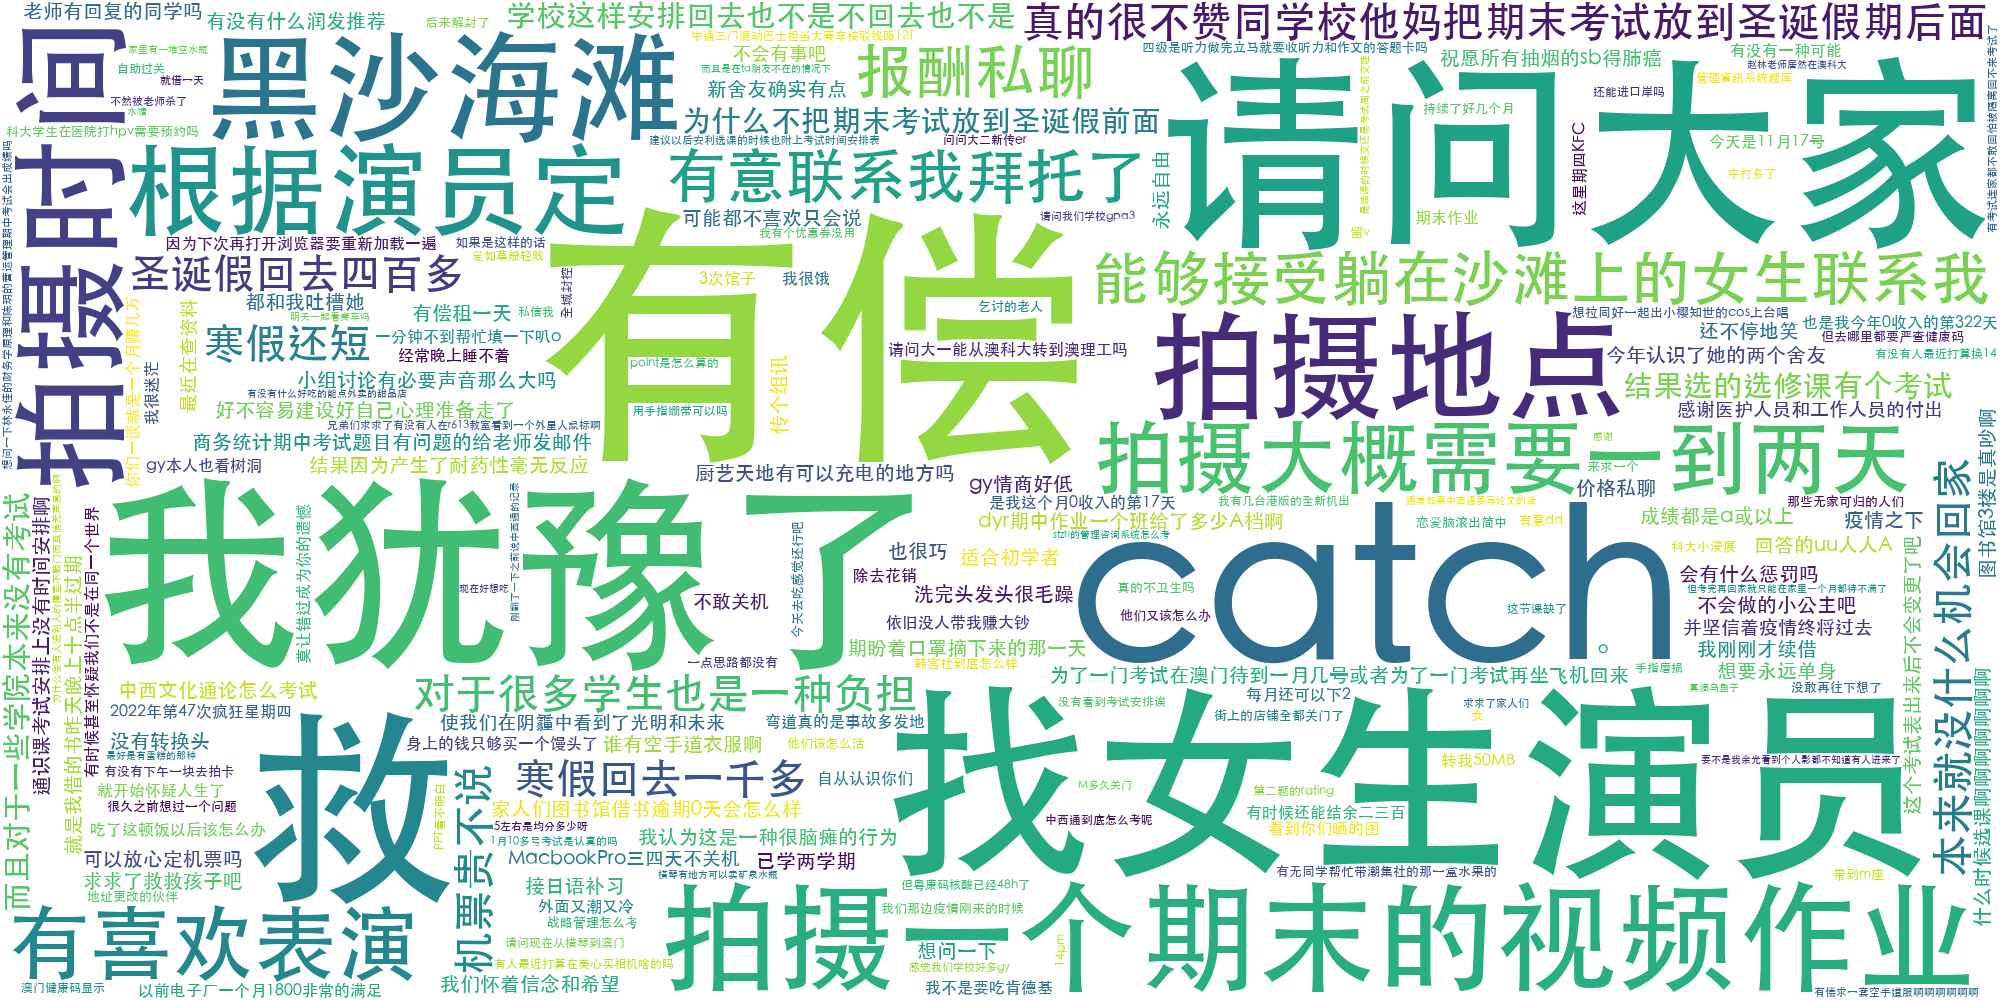 老师有回复的同学吗
有没有什么润发推荐
后来解封了
学校这样安排回去也不是不回去也不是
真的很不赞同学校他妈把期末考试放到圣诞假期后面
家里有一地空水瓶
自助过关
就借一天
不然被老师杀了
水塘
科大学生在医院打hpv需要预约吗
拍摄时间
黑沙海滩
中通三门混动巴士担当大赛车接驳线路12T
不会有事吧
而且是在ta朋友不在的情况下
新舍友确实有点
报酬私聊
四级是听力做完立马就要收听力和作文的答题卡吗
祝愿所有抽烟的sb得肺癌
有没有一种可能
赵林老师居然在澳科大
管理資訊系統题库
还能进口岸吗
持续了好几个月
今天是11月17号
字打多了
这星期四KFC
期末作业
永远自由
留v
请问大家
为什么不把期末考试放到圣诞假前面
建议以后安利选课的时候也附上考试时间安排表
问问大二新传er
根据演员定
有意联系我拜托了
可能都不喜欢只会说
请问我们学校gpa3
我有个优惠券没用
因为下次再打开浏览器要重新加载一遍
如果是这样的话
爱如草般轻贱
圣诞假回去四百多
全城封控
3次馆子
我很饿
有偿
能够接受躺在沙滩上的女生联系我
都和我吐槽她
明天一起看赛车吗
有偿租一天
私信我
乞讨的老人
想拉同好一起出小樱知世的cos上台唱
还不停地笑
也是我今年0收入的第322天
但去哪里都要严查健康码
寒假还短
一分钟不到帮忙填一下叭o
经常晚上睡不着
请问大一能从澳科大转到澳理工吗
拍摄地点
今年认识了她的两个舍友
有没有人最近打算换14
point是怎么算的
小组讨论有必要声音那么大吗
有没有什么好吃的能点外卖的甜品店
结果选的选修课有个考试
感谢医护人员和工作人员的付出
你们一谈就是一个月赚几万
我很迷茫
最近在查资料
传个组讯
用手指绷带可以吗
好不容易建设好自己心理准备走了
兄弟们求求了有没有人在r613教室看到一个外星人鼠标啊
商务统计期中考试题目有问题的给老师发邮件
拍摄大概需要一到两天
感谢
来求一个
gy本人也看树洞
结果因为产生了耐药性毫无反应
厨艺天地有可以充电的地方吗
gy情商好低
价格私聊
是我这个月0收入的第17天
我有几台港版的全新机出
那些无家可归的人们
图书馆3楼是真吵啊
想问一下林永佳的财务学原理和陈玥的营运管理期中考试会出成绩吗
我犹豫了
dyr期中作业一个班给了多少A档啊
恋爱脑滚出简中
有意dd
成绩都是a或以上
疫情之下
stzh的管理咨询系统怎么考
也很巧
适合初学者
科大小漫展
回答的uu人人A
catch
。
除去花销
洗完头发头很毛躁
真的不卫生吗
会有什么惩罚吗
但考完再回家就只能在家里一个月都待不满了
现在好想吃
不敢关机
依旧没人带我赚大钞
他们又该怎么办
这节课缺了
不会做的小公主吧
并坚信着疫情终将过去
期盼着口罩摘下来的那一天
我刚刚才续借
一点思路都没有
韩宫社到底怎么样
为了一门考试在澳门待到一月几号或者为了一门考试再坐飞机回来
手指磨损
想要永远单身
莫让错过成为你的遗憾
刚翻了一下之前说中西通的记录
今天去吃感觉还行吧
而且对于一些学院本来没有考试
通识课考试安排上没有时间安排啊
就是我借的书昨天晚上十点半过期
有时候甚至怀疑我们不是在同一个世界
本来就没什么机会回家
这个考试表出来后不会变更了吧
什么时候选课啊啊啊啊啊啊啊啊
中西文化通论怎么考试
2022年第47次疯狂星期四
对于很多学生也是一种负担
每月还可以下2
没有看到考试安排诶
求求了家人们
真滴乌鱼子
没敢再往下想了
使我们在阴霾中看到了光明和未来
弯道真的是事故多发地
街上的店铺全都关门了
女
没有转换头
最好是有蛋糕的那种
救
身上的钱只够买一个馒头了
谁有空手道衣服啊
他们该怎么活
找女生演员
有没有下午一块去拍卡
转我50MB
要不是我余光看到个人影都不知道有人进来了
就开始怀疑人生了
寒假回去一千多
自从认识你们
M多久关门
第二题的rating
很久之前想过一个问题
家人们图书馆借书逾期0天会怎么样
有时候还能结余二三百
吃了这顿饭以后该怎么办
PPT看不明白
机票贵不说
5左右是均分多少呀
中西通到底怎么考呢
看到你们晒的图
1月10多号考试是认真的吗
我认为这是一种很脑瘫的行为
可以放心定机票吗
MacbookPro三四天不关机
已学两学期
横琴有地方可以卖矿泉水瓶
有无同学帮忙带潮集社的那一盒水果的
带到m座
求求了救救孩子吧
地址更改的伙伴
接日语补习
但粤康码核酸已经48h了
拍摄一个期末的视频作业
外面又潮又冷
我们那边疫情刚来的时候
战略管理怎么考
有喜欢表演
请问现在从横琴到澳门
想问一下
14pm
有人最近打算在美心买相机啥的吗
感觉我们学校好多gy
澳门健康码显示
以前电子厂一个月1800非常的满足
我们怀着信念和希望
我不是要吃肯德基
有偿求一套空手道服啊啊啊啊啊啊